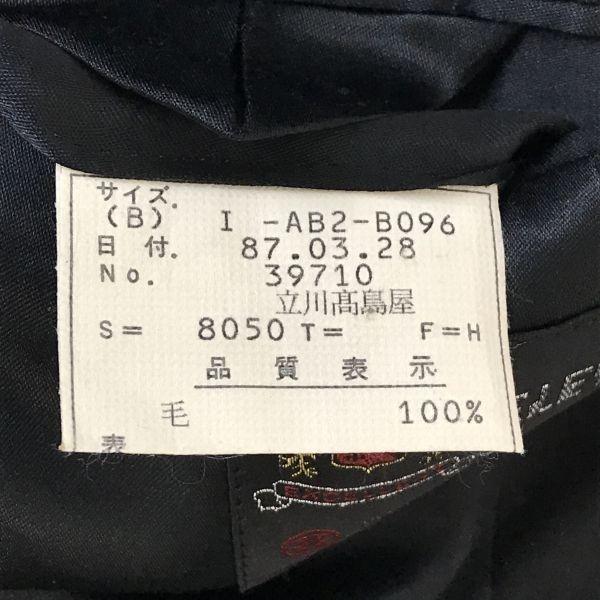 サイズ.
(B) I -AB2-B096
日 付. 87.03.28
No. 39710
立川髙島屋
S= 8050 T= F=H
品 質 表 示
毛 100%
表